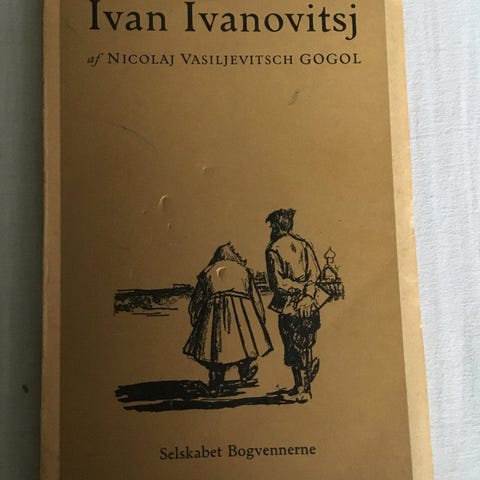 Ivan Ivanovitsj
af NICOLAJ VASILJEVITSCH GOGOL
Selskabet Bogvennerne